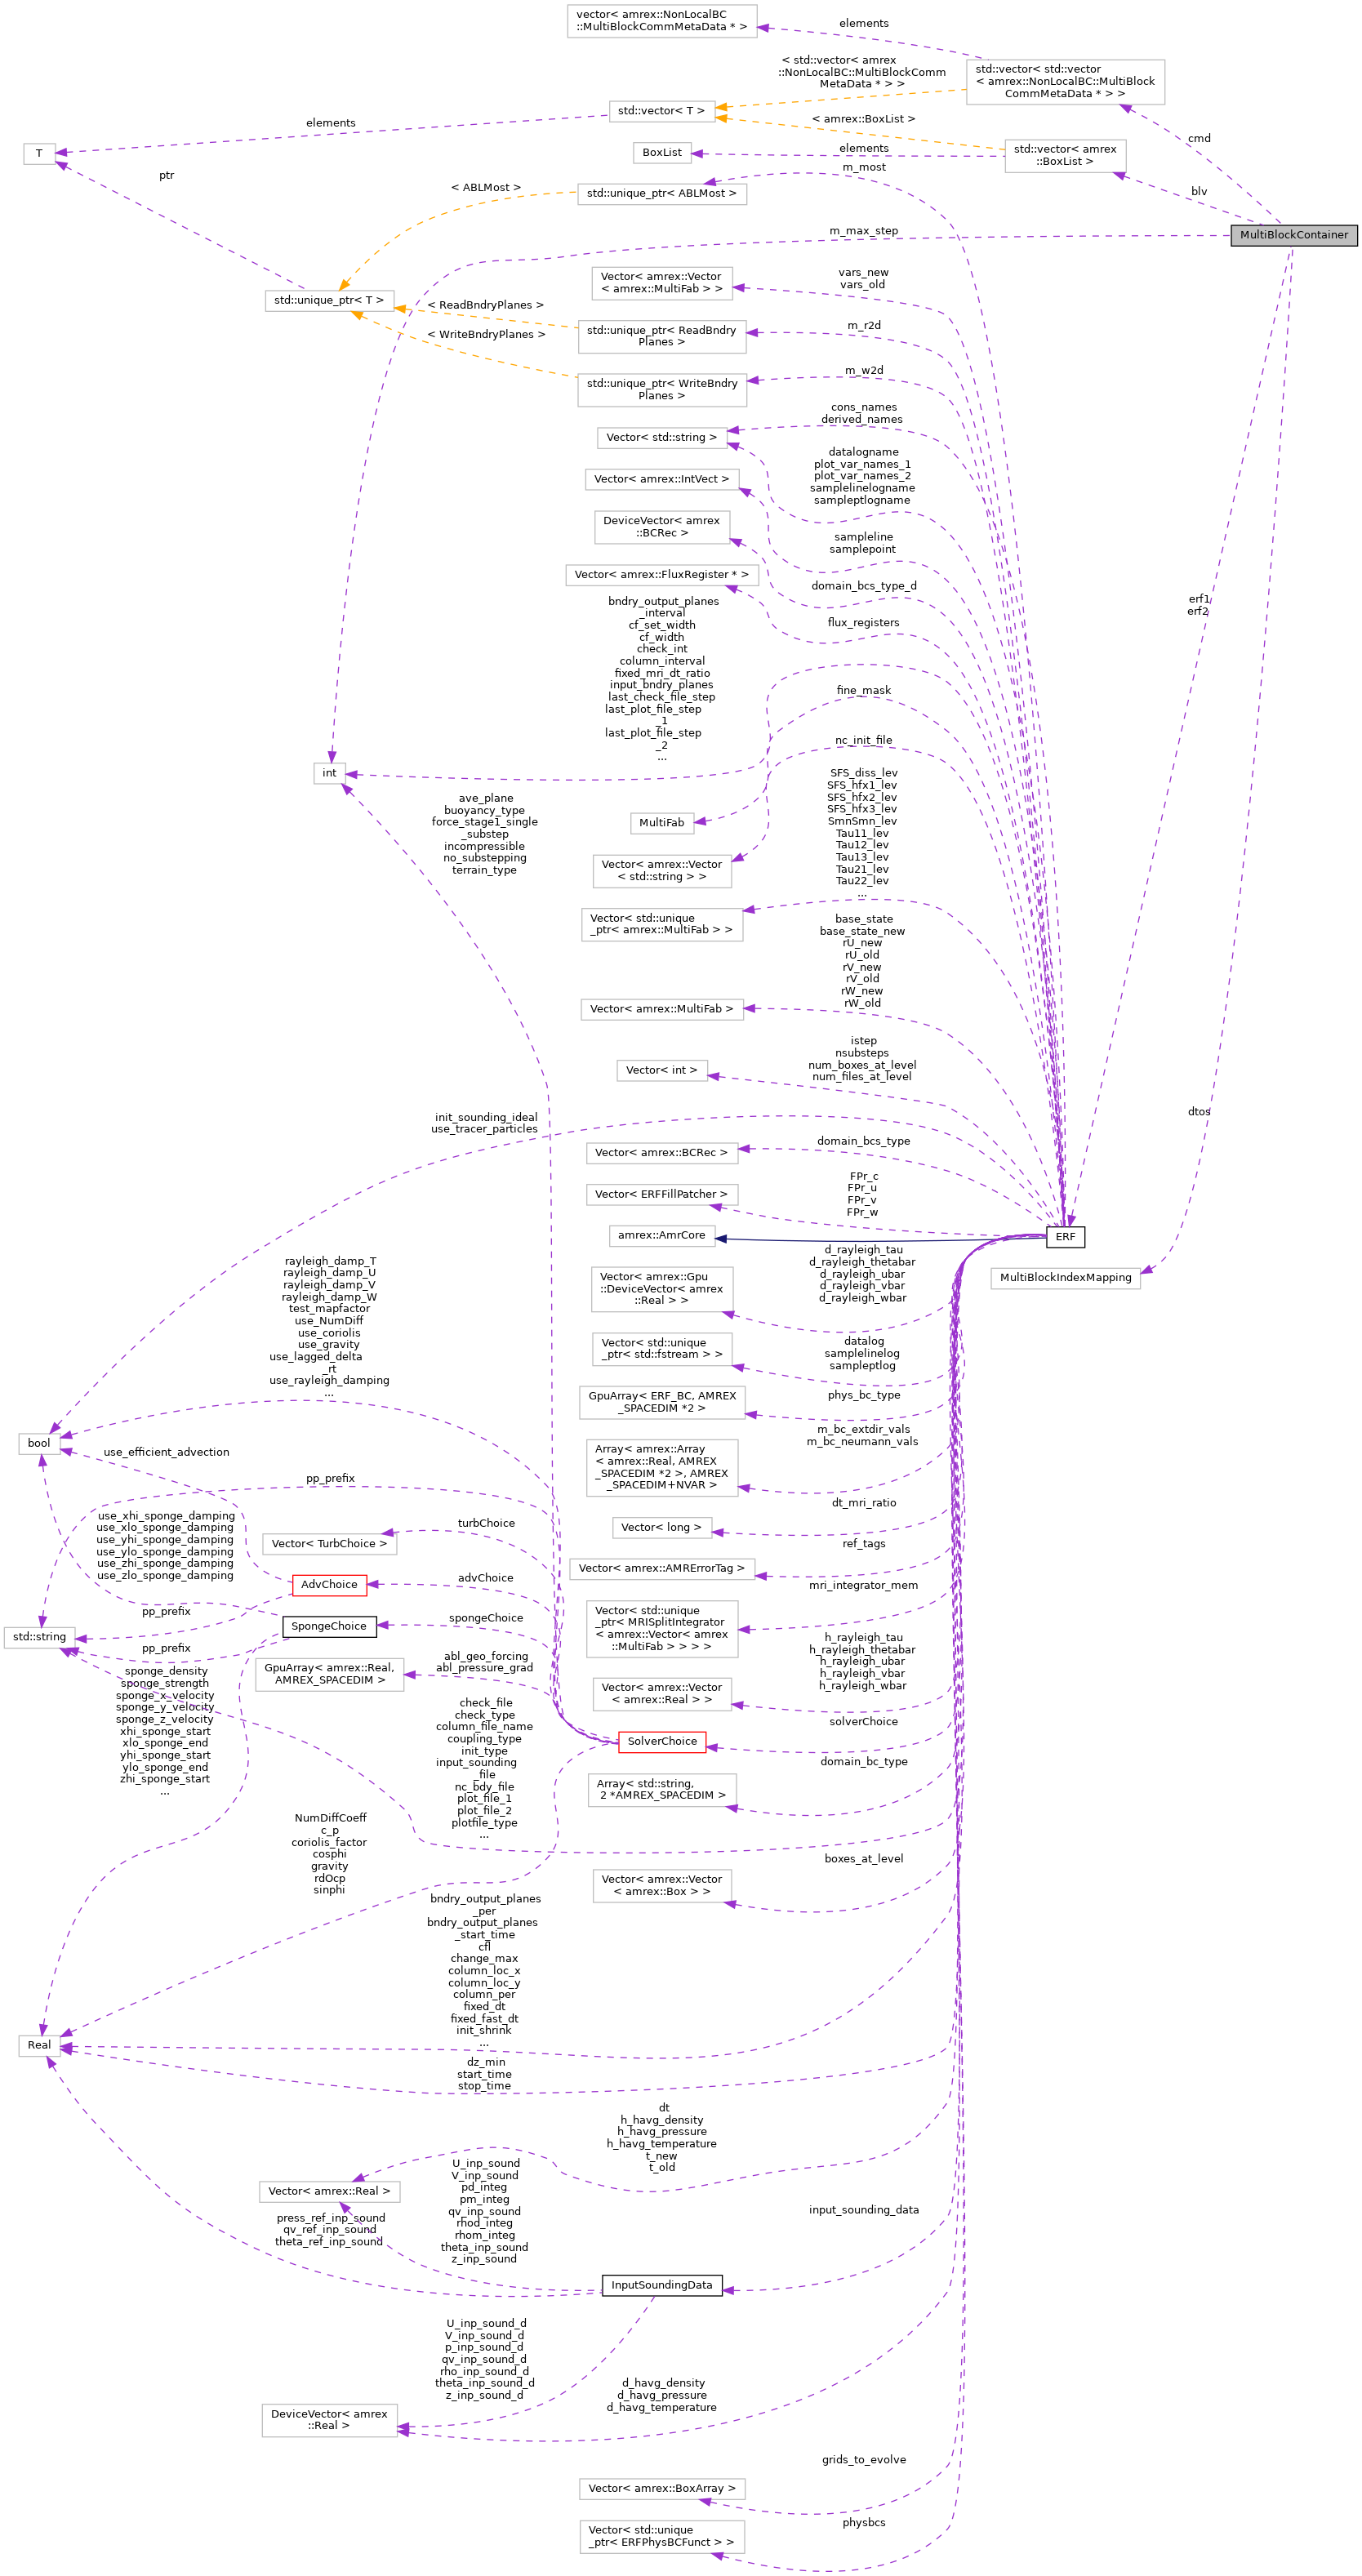 vector< amrex::NonLocalBC
::MultiBlockCommMetaData * >
elements
std::vector< std::vector
< amrex::NonLocalBC::MultiBlock
CommMetaData * > >
< std::vector< amrex
::NonLocalBC::MultiBlockComm
MetaData * > >
std::vector< T >
elements
< amrex::BoxList >
cmd
T
BoxList
elements
std::vector< amrex
::BoxList >
ptr
< ABLMost >
std::unique_ptr< ABLMost >
m_most
blv
m_max_step
MultiBlockContainer
Vector< amrex::Vector
< amrex::MultiFab > >
vars_new
vars_old
std::unique_ptr< T >
< ReadBndryPlanes >
std::unique_ptr< ReadBndry
Planes >
m_r2d
< WriteBndryPlanes >
std::unique_ptr< WriteBndry
Planes >
m_w2d
cons_names
derived_names
Vector< std::string >
datalogname
plot_var_names_1
plot_var_names_2
samplelinelogname
sampleptlogname
Vector< amrex::IntVect >
DeviceVector< amrex
::BCRec >
sampleline
samplepoint
Vector< amrex::FluxRegister * >
domain_bcs_type_d
erf1
erf2
bndry_output_planes
_interval
cf_set_width
cf_width
check_int
column_interval
fixed_mri_dt_ratio
input_bndry_planes
last_check_file_step
last_plot_file_step
_1
last_plot_file_step
_2
...
flux_registers
fine_mask
nc_init_file
int
ave_plane
buoyancy_type
force_stage1_single
_substep
incompressible
no_substepping
terrain_type
MultiFab
SFS_diss_lev
SFS_hfx1_lev
SFS_hfx2_lev
SFS_hfx3_lev
SmnSmn_lev
Tau11_lev
Tau12_lev
Tau13_lev
Tau21_lev
Tau22_lev
...
Vector< amrex::Vector
< std::string > >
Vector< std::unique
_ptr< amrex::MultiFab > >
base_state
base_state_new
rU_new
rU_old
rV_new
rV_old
rW_new
rW_old
Vector< amrex::MultiFab >
istep
nsubsteps
num_boxes_at_level
num_files_at_level
Vector< int >
dtos
init_sounding_ideal
use_tracer_particles
Vector< amrex::BCRec >
domain_bcs_type
Vector< ERFFillPatcher >
FPr_c
FPr_u
FPr_v
FPr_w
amrex::AmrCore
ERF
MultiBlockIndexMapping
rayleigh_damp_T
rayleigh_damp_U
rayleigh_damp_V
rayleigh_damp_W
test_mapfactor
use_NumDiff
use_coriolis
use_gravity
use_lagged_delta
_rt
use_rayleigh_damping
...
Vector< amrex::Gpu
::DeviceVector< amrex
::Real > >
d_rayleigh_tau
d_rayleigh_thetabar
d_rayleigh_ubar
d_rayleigh_vbar
d_rayleigh_wbar
Vector< std::unique
_ptr< std::fstream > >
datalog
samplelinelog
sampleptlog
GpuArray< ERF_BC, AMREX
_SPACEDIM *2 >
phys_bc_type
bool
use_efficient_advection
Array< amrex::Array
< amrex::Real, AMREX
_SPACEDIM *2 >, AMREX
_SPACEDIM+NVAR >
m_bc_extdir_vals
m_bc_neumann_vals
pp_prefix
use_xhi_sponge_damping
use_xlo_sponge_damping
use_yhi_sponge_damping
use_ylo_sponge_damping
use_zhi_sponge_damping
use_zlo_sponge_damping
Vector< TurbChoice >
turbChoice
Vector< long >
dt_mri_ratio
Vector< amrex::AMRErrorTag >
ref_tags
AdvChoice
advChoice
pp_prefix
std::string
SpongeChoice
spongeChoice
Vector< std::unique
_ptr< MRISplitIntegrator
< amrex::Vector< amrex
::MultiFab > > > >
mri_integrator_mem
pp_prefix
sponge_density
sponge_strength
sponge_x_velocity
sponge_y_velocity
sponge_z_velocity
xhi_sponge_start
xlo_sponge_end
yhi_sponge_start
ylo_sponge_end
zhi_sponge_start
...
GpuArray< amrex::Real,
AMREX_SPACEDIM >
abl_geo_forcing
abl_pressure_grad
Vector< amrex::Vector
< amrex::Real > >
h_rayleigh_tau
h_rayleigh_thetabar
h_rayleigh_ubar
h_rayleigh_vbar
h_rayleigh_wbar
check_file
check_type
column_file_name
coupling_type
init_type
input_sounding
_file
nc_bdy_file
plot_file_1
plot_file_2
plotfile_type
...
SolverChoice
solverChoice
Array< std::string,
2 *AMREX_SPACEDIM >
domain_bc_type
NumDiffCoeff
c_p
coriolis_factor
cosphi
gravity
rdOcp
sinphi
Vector< amrex::Vector
< amrex::Box > >
boxes_at_level
bndry_output_planes
_per
bndry_output_planes
_start_time
cfl
change_max
column_loc_x
column_loc_y
column_per
fixed_dt
fixed_fast_dt
init_shrink
...
Real
dz_min
start_time
stop_time
dt
h_havg_density
h_havg_pressure
h_havg_temperature
t_new
t_old
Vector< amrex::Real >
U_inp_sound
V_inp_sound
pd_integ
pm_integ
qv_inp_sound
rhod_integ
rhom_integ
theta_inp_sound
z_inp_sound
press_ref_inp_sound
qv_ref_inp_sound
theta_ref_inp_sound
input_sounding_data
InputSoundingData
U_inp_sound_d
V_inp_sound_d
p_inp_sound_d
qv_inp_sound_d
rho_inp_sound_d
theta_inp_sound_d
z_inp_sound_d
DeviceVector< amrex
::Real >
d_havg_density
d_havg_pressure
d_havg_temperature
Vector< amrex::BoxArray >
grids_to_evolve
Vector< std::unique
_ptr< ERFPhysBCFunct > >
physbcs